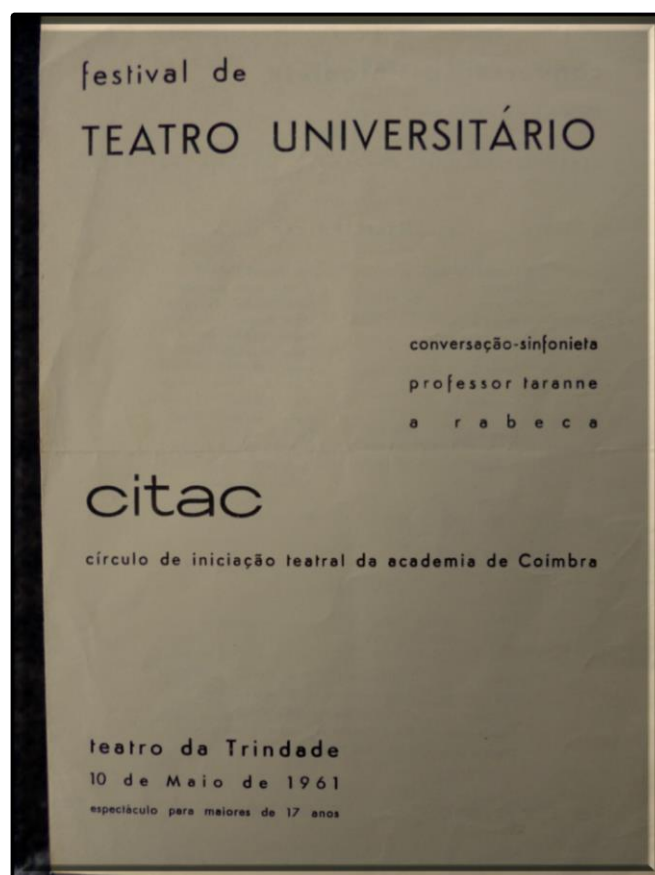 festival de
TEATRO UNIVERSITÁRIO
conversação-sinfonieta
professor taranne
a rabeca
citac
círculo de iniciação teatral da academia de Coimbra
teatro da Trindade
10 de Maio de 1961
espectáculo para maiores de 17 anos